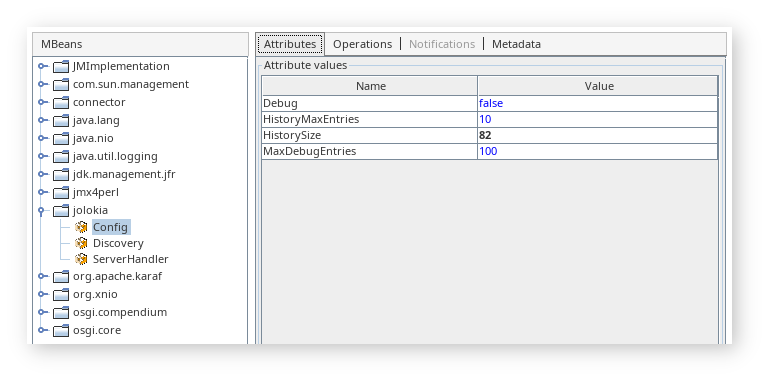 MBeans
JMImplementation
com.sun.management
connector
java.lang
java.nio
java.util.logging
jdk.management.jfr
jmx4perl
jolokia
Config
Discovery
ServerHandler
org.apache.karaf
org.xnio
osgi.compendium
osgi.core
Attributes Operations Notifications Metadata
Attribute values
Name Value
Debug false
HistoryMaxEntries 10
HistorySize 82
MaxDebugEntries 100